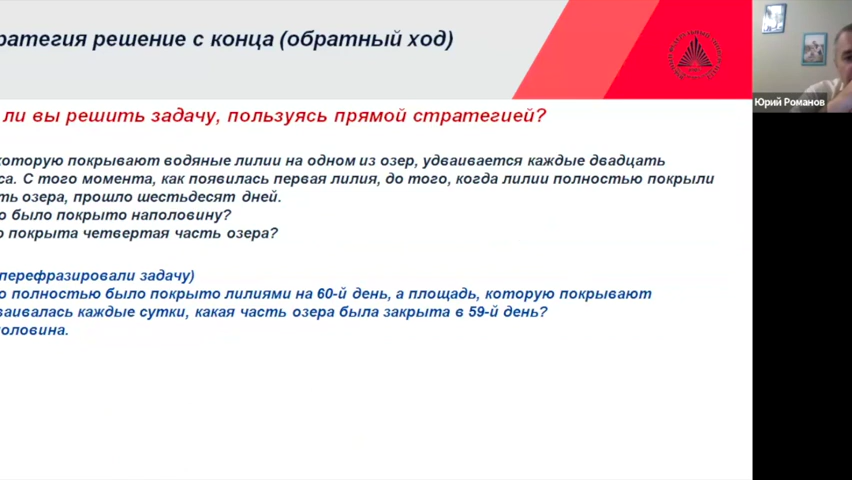 ратегия решение с конца (обратный ход)
ли вы решить задачу, пользуясь прямой стратегией?
которую покрывают водяные лилии на одном из озер, удваивается каждые двадцать
са. С того момента, как появилась первая лилия, до того, когда лилии полностью покрыли
ть озера, прошло шестьдесят дней.
о было покрыто наполовину?
о покрыта четвертая часть озера?
перефразировали задачу)
о полностью было покрыто лилиями на 60-й день, а площадь, которую покрывают
ваивалась каждые сутки, какая часть озера была закрыта в 59-й день?
оловина.
Юрий Романов